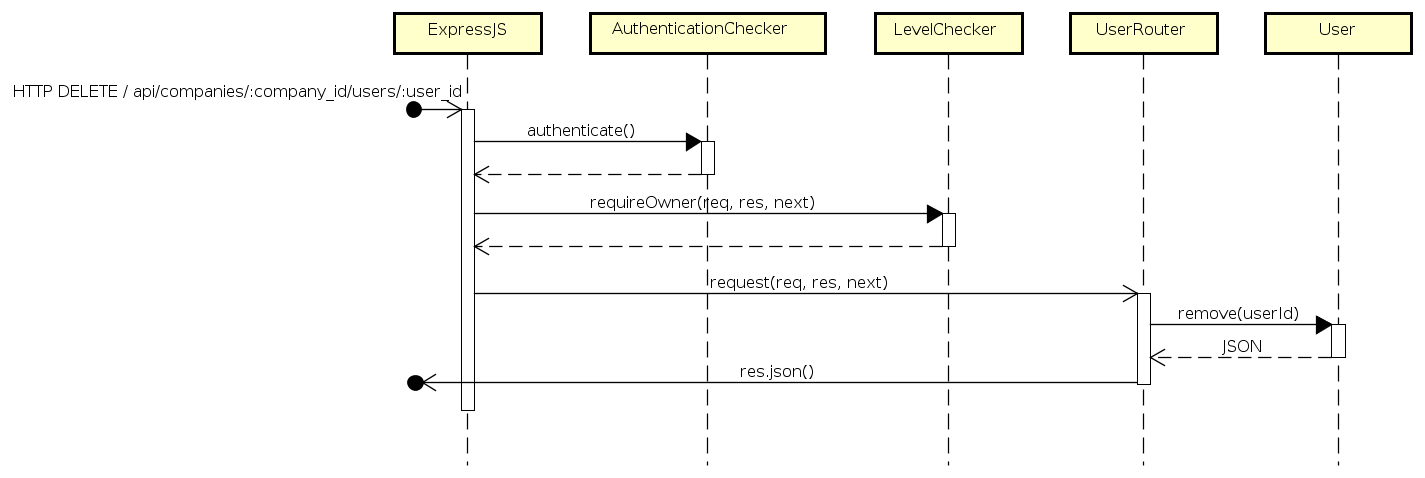 ExpressJS
AuthenticationChecker
LevelChecker
UserRouter
User
HTTP DELETE / api/companies/:company_id/users/:user_id
authenticate()
requireOwner(req, res, next)
request(req, res, next)
remove(userId)
JSON
res.json()